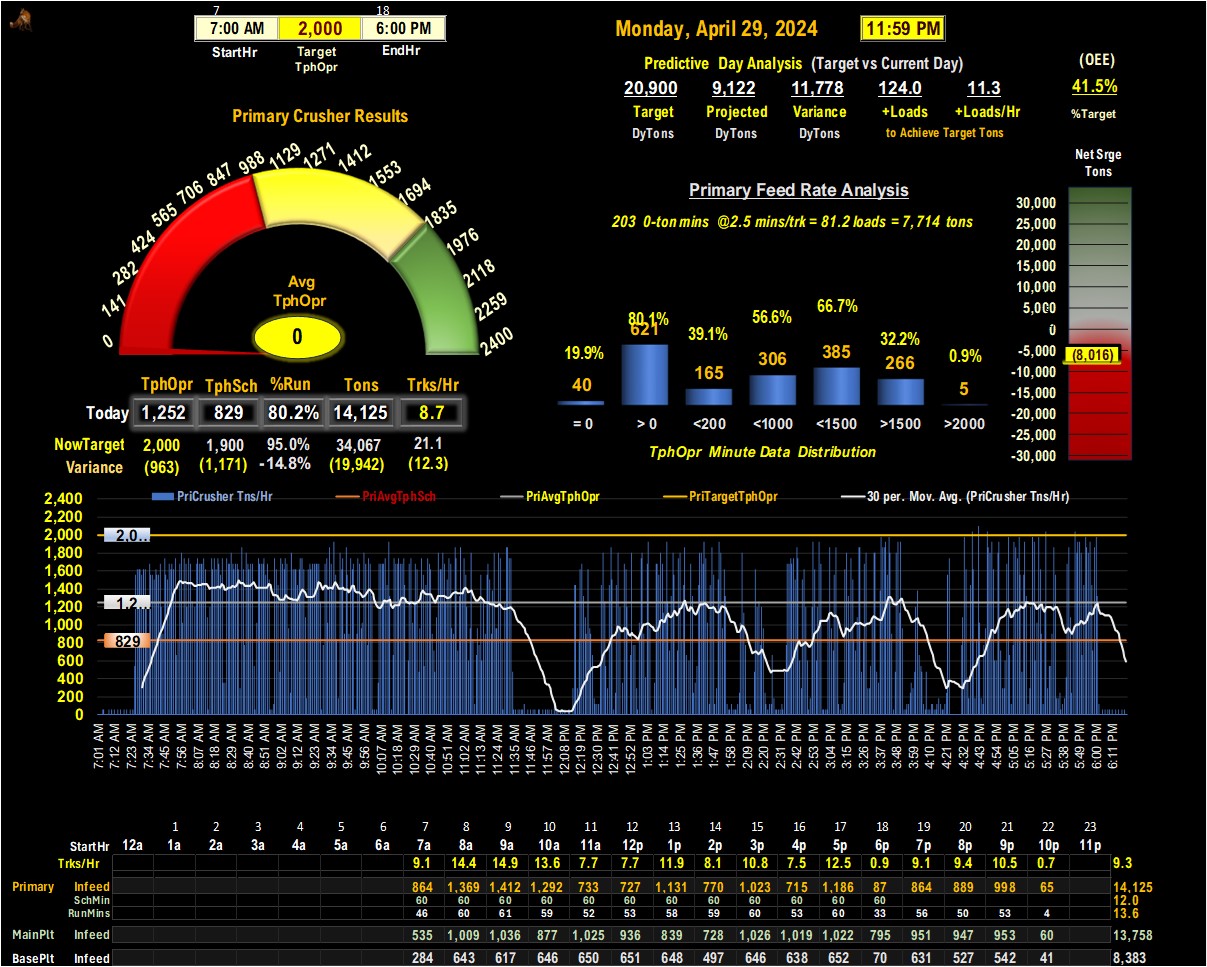 7 18
7:00 AM 2,000 6:00 PM
StartHr Target TphOpr EndHr
Monday, April 29, 2024 11:59 PM
Predictive Day Analysis (Target vs Current Day)
20,900 9,122 11,778 124.0 11.3
Target Projected Variance +Loads +Loads/Hr
DyTons DyTons DyTons to Achieve Target Tons
(OEE)
41.5%
%Target
Primary Crusher Results
0 141 282 424 565 706 847 988 1129 1271 1412 1553 1694 1835 1976 2118 2259 2400
Avg
TphOpr
0
TphOpr TphSch %Run Tons Trks/Hr
Today 1,252 829 80.2% 14,125 8.7
NowTarget 2,000 1,900 95.0% 34,067 21.1
Variance (963) (1,171) -14.8% (19,942) (12.3)
Primary Feed Rate Analysis
203 0-ton mins @2.5 mins/trk = 81.2 loads = 7,714 tons
19.9% 80.1% 39.1% 56.6% 66.7% 32.2% 0.9%
40 621 165 306 385 266 5
= 0 > 0 <200 <1000 <1500 >1500 >2000
TphOpr Minute Data Distribution
Net Srge
Tons
30,000
25,000
20,000
15,000
10,000
5,000
0
-5,000
(8,016)
-10,000
-15,000
-20,000
-25,000
-30,000
PriCrusher Tns/Hr PriAvgTphSch PriAvgTphOpr PriTargetTphOpr 30 per. Mov. Avg. (PriCrusher Tns/Hr)
2,400
2,200
2,000 2,0..
1,800
1,600
1,400
1,200 1,2..
1,000
800 829
600
400
200
0
7:01 AM 7:12 AM 7:23 AM 7:34 AM 7:45 AM 7:56 AM 8:07 AM 8:18 AM 8:29 AM 8:40 AM 8:51 AM 9:02 AM 9:12 AM 9:23 AM 9:34 AM 9:45 AM 9:56 AM 10:07 AM 10:18 AM 10:29 AM 10:40 AM 10:51 AM 11:02 AM 11:13 AM 11:24 AM 11:35 AM 11:46 AM 11:57 AM 12:08 PM 12:19 PM 12:30 PM 12:41 PM 12:52 PM 1:03 PM 1:14 PM 1:25 PM 1:36 PM 1:47 PM 1:58 PM 2:09 PM 2:20 PM 2:31 PM 2:42 PM 2:53 PM 3:04 PM 3:15 PM 3:26 PM 3:37 PM 3:48 PM 3:59 PM 4:10 PM 4:21 PM 4:32 PM 4:43 PM 4:54 PM 5:05 PM 5:16 PM 5:27 PM 5:38 PM 5:49 PM 6:00 PM 6:11 PM
1 2 3 4 5 6 7 8 9 10 11 12 13 14 15 16 17 18 19 20 21 22 23
StartHr 12a 1a 2a 3a 4a 5a 6a 7a 8a 9a 10a 11a 12p 1p 2p 3p 4p 5p 6p 7p 8p 9p 10p 11p
Trks/Hr 9.1 14.4 14.9 13.6 7.7 7.7 11.9 8.1 10.8 7.5 12.5 0.9 9.1 9.4 10.5 0.7 9.3
Primary Infeed 864 1,369 1,412 1,292 733 727 1,131 770 1,023 715 1,186 87 864 889 998 65 14,125
SchMin 60 60 60 60 60 60 60 60 60 60 60 60 12.0
RunMins 46 60 61 59 52 53 58 59 60 53 60 33 56 50 53 4 13.6
MainPlt Infeed 535 1,009 1,036 877 1,025 936 839 728 1,026 1,019 1,022 795 951 947 953 60 13,758
BasePlt Infeed 284 643 617 646 650 651 648 497 646 638 652 70 631 527 542 41 8,383